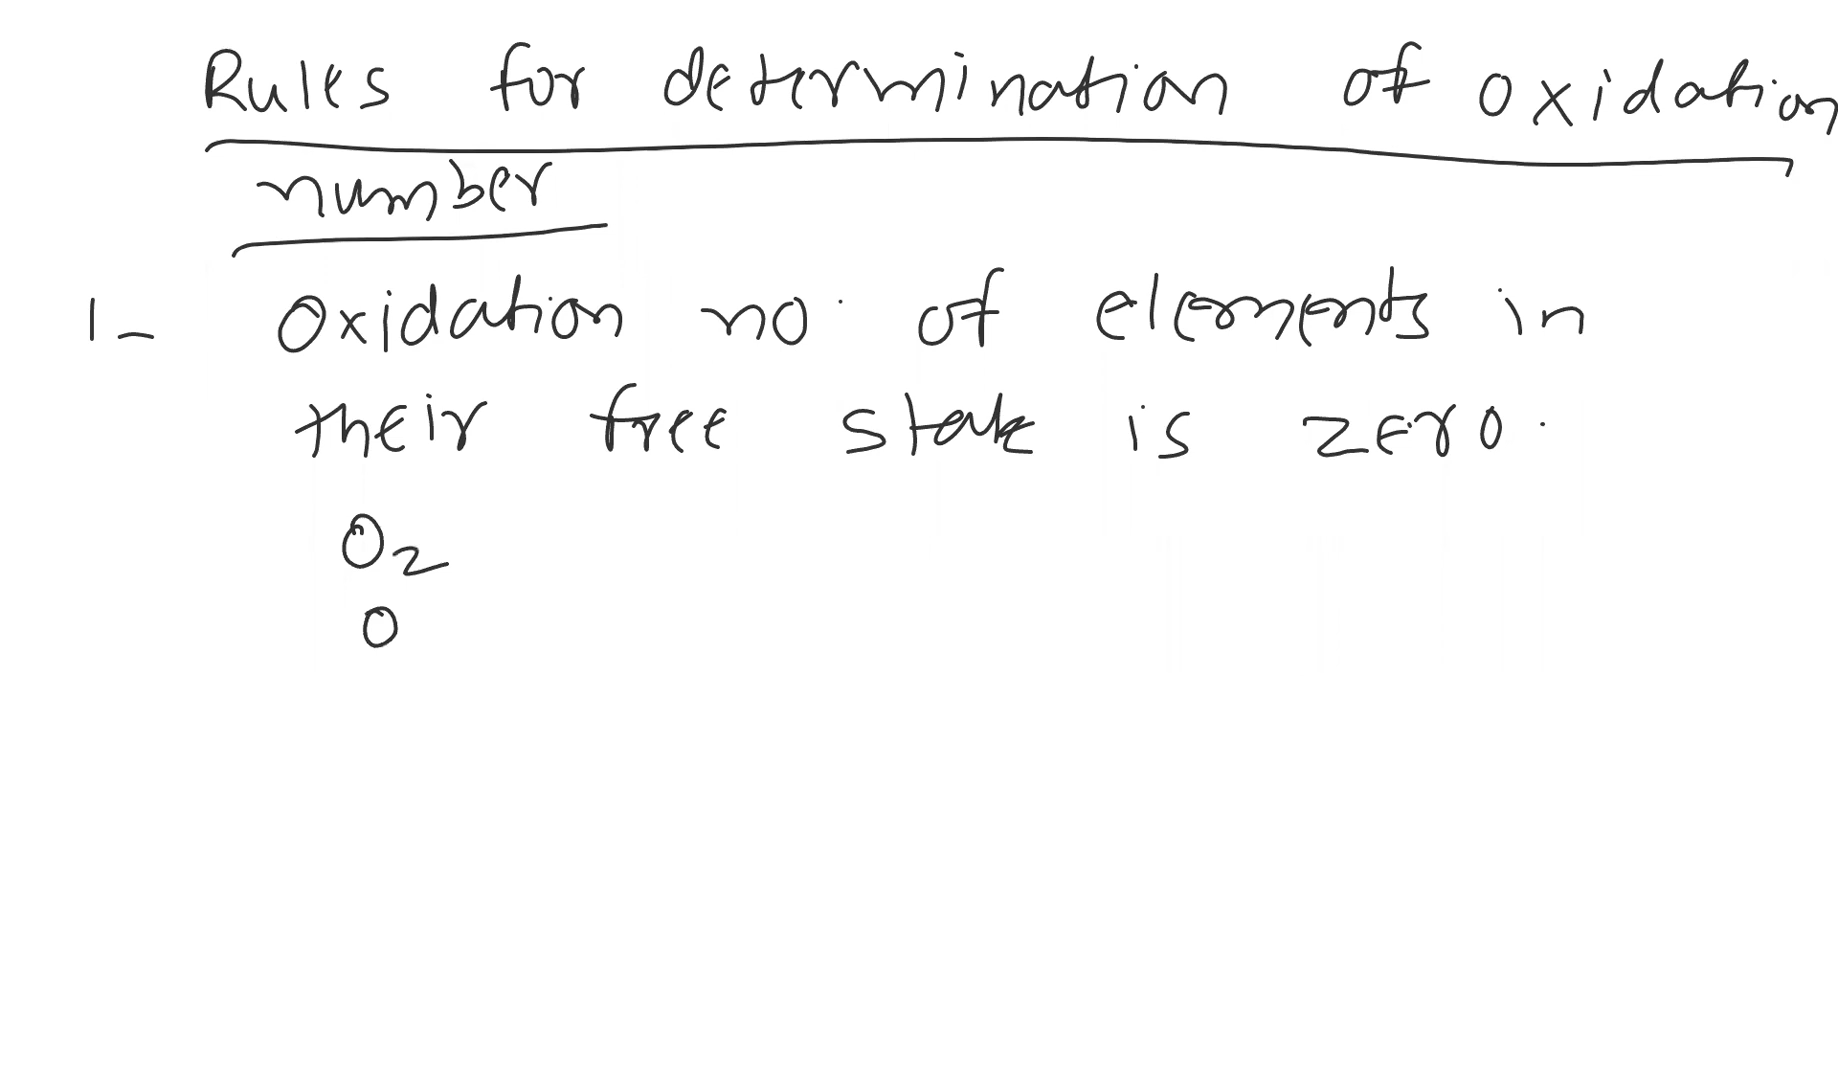 Rules for determination of oxidation
number
1- Oxidation no. of elements in
their free state is zero.
O2
0